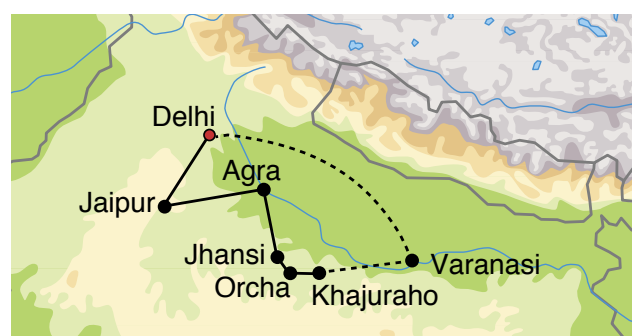 Delhi
Agra
Jaipur
Jhansi
Varanasi
Orcha
Khajuraho